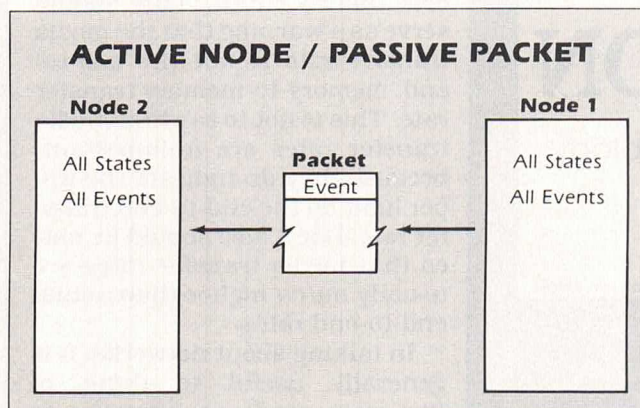 ACTIVE NODE / PASSIVE PACKET
Node 2
All States
All Events
Packet
Event
Node 1
All States
All Events